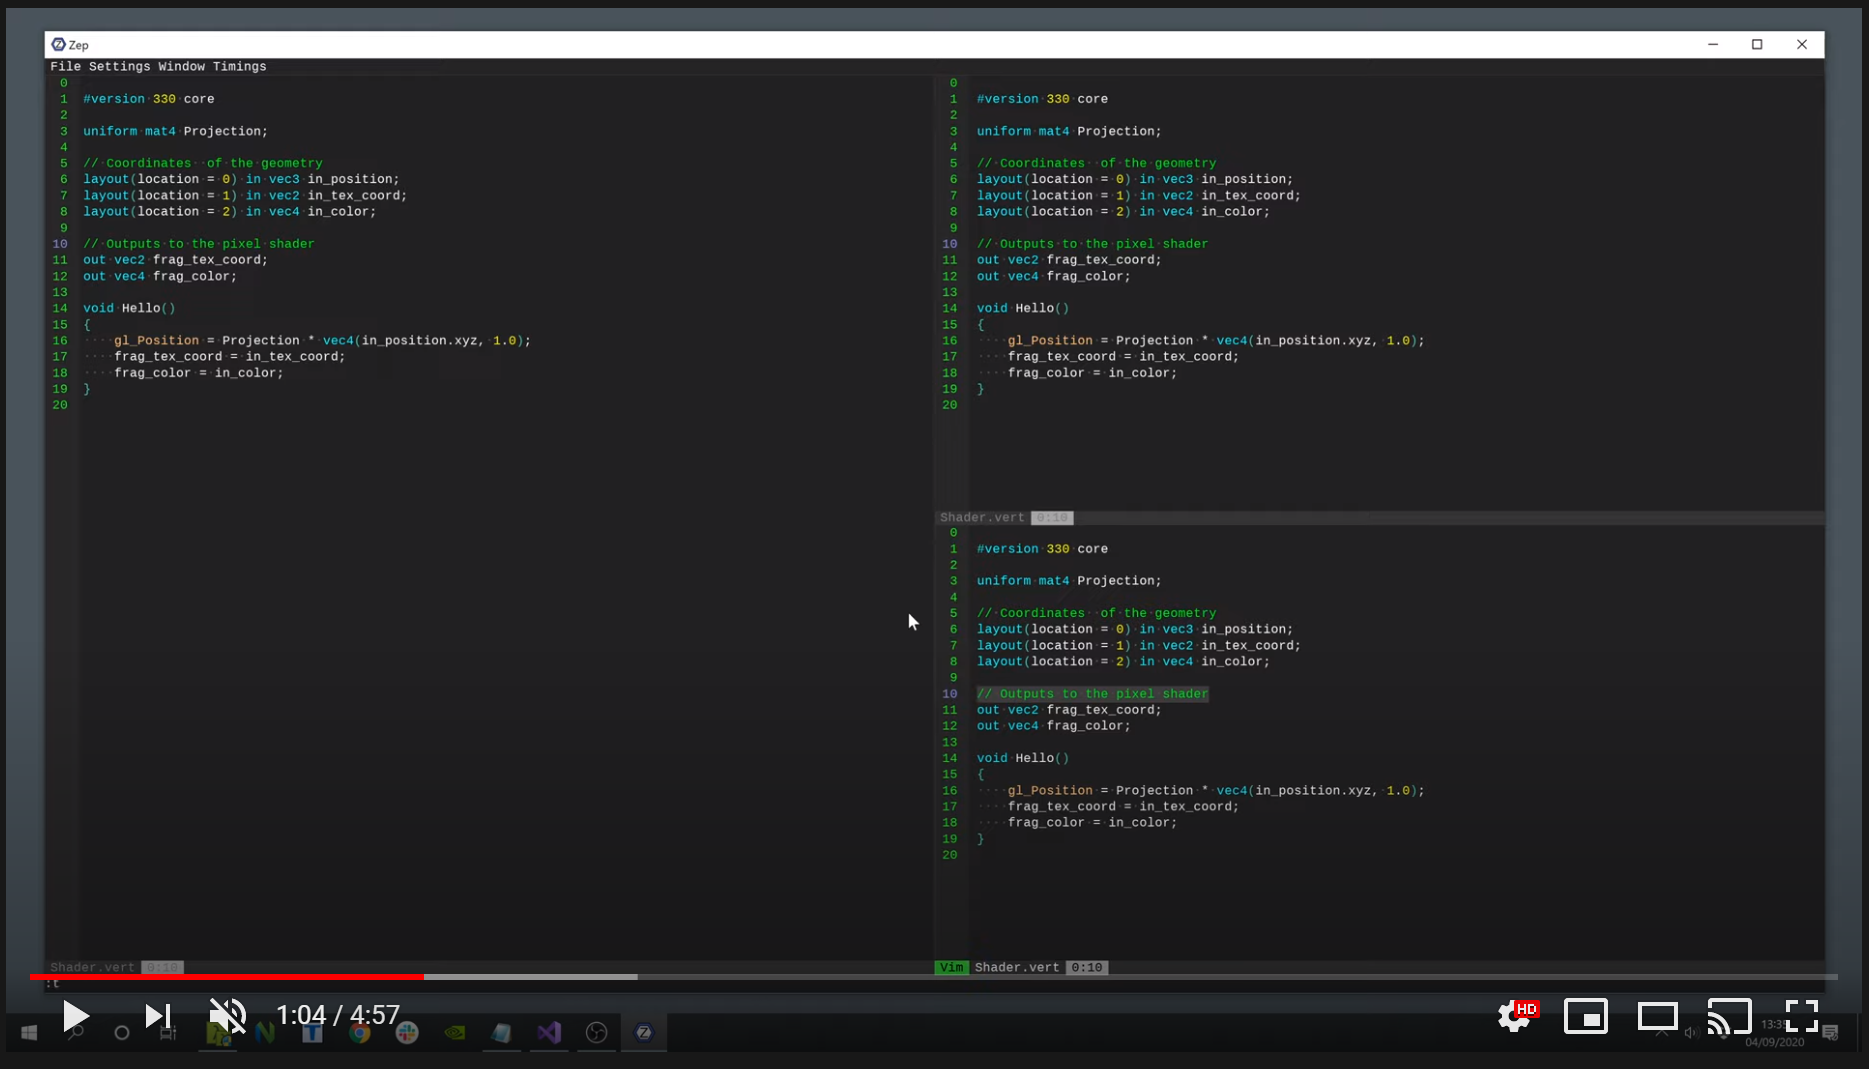 Zep
File Settings Window Timings
0
1 #version 330 core
2
3 uniform mat4 Projection;
4
5 // Coordinates  of the geometry
6 layout(location = 0) in vec3 in_position;
7 layout(location = 1) in vec2 in_tex_coord;
8 layout(location = 2) in vec4 in_color;
9
10 // Outputs to the pixel shader
11 out vec2 frag_tex_coord;
12 out vec4 frag_color;
13
14 void Hello()
15 {
16     gl_Position = Projection * vec4(in_position.xyz, 1.0);
17     frag_tex_coord = in_tex_coord;
18     frag_color = in_color;
19 }
20
Shader.vert 0:10
:t
0
1 #version 330 core
2
3 uniform mat4 Projection;
4
5 // Coordinates  of the geometry
6 layout(location = 0) in vec3 in_position;
7 layout(location = 1) in vec2 in_tex_coord;
8 layout(location = 2) in vec4 in_color;
9
10 // Outputs to the pixel shader
11 out vec2 frag_tex_coord;
12 out vec4 frag_color;
13
14 void Hello()
15 {
16     gl_Position = Projection * vec4(in_position.xyz, 1.0);
17     frag_tex_coord = in_tex_coord;
18     frag_color = in_color;
19 }
20
Shader.vert 0:10
0
1 #version 330 core
2
3 uniform mat4 Projection;
4
5 // Coordinates  of the geometry
6 layout(location = 0) in vec3 in_position;
7 layout(location = 1) in vec2 in_tex_coord;
8 layout(location = 2) in vec4 in_color;
9
10 // Outputs to the pixel shader
11 out vec2 frag_tex_coord;
12 out vec4 frag_color;
13
14 void Hello()
15 {
16     gl_Position = Projection * vec4(in_position.xyz, 1.0);
17     frag_tex_coord = in_tex_coord;
18     frag_color = in_color;
19 }
20
Vim Shader.vert 0:10
1:04 / 4:57
HD
04/09/2020